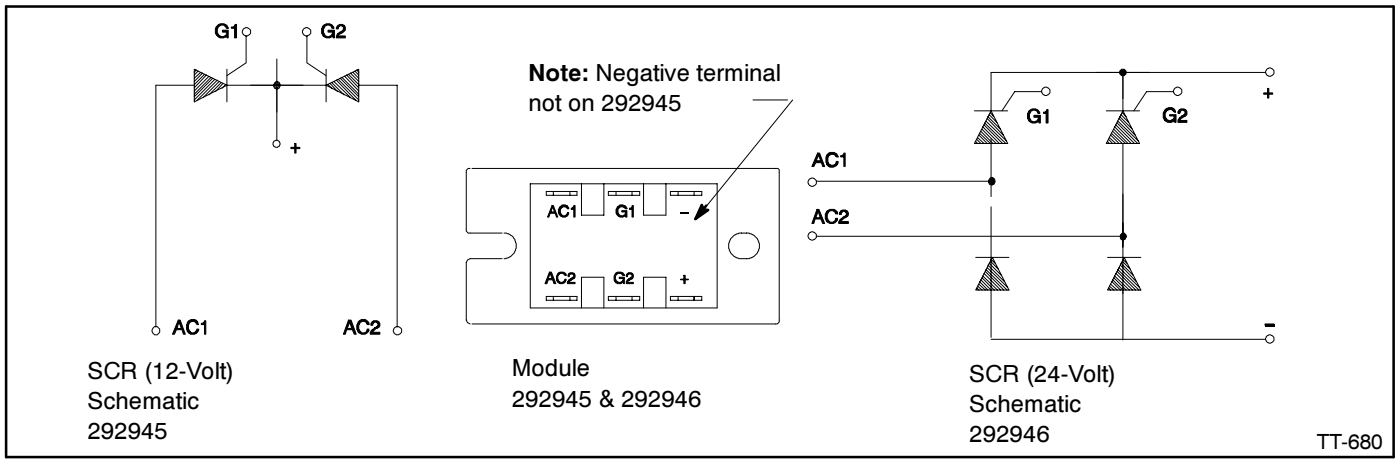 G1
G2
+
AC1
AC2
SCR (12-Volt)
Schematic
292945
Note: Negative terminal
not on 292945
AC1
G1
−
AC2
G2
+
Module
292945 & 292946
+
G1
G2
AC1
AC2
−
SCR (24-Volt)
Schematic
292946
TT-680